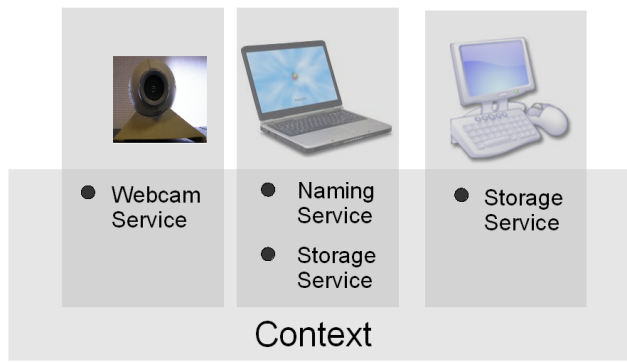 Webcam
Service
Naming
Service
Storage
Service
Storage
Service
Context